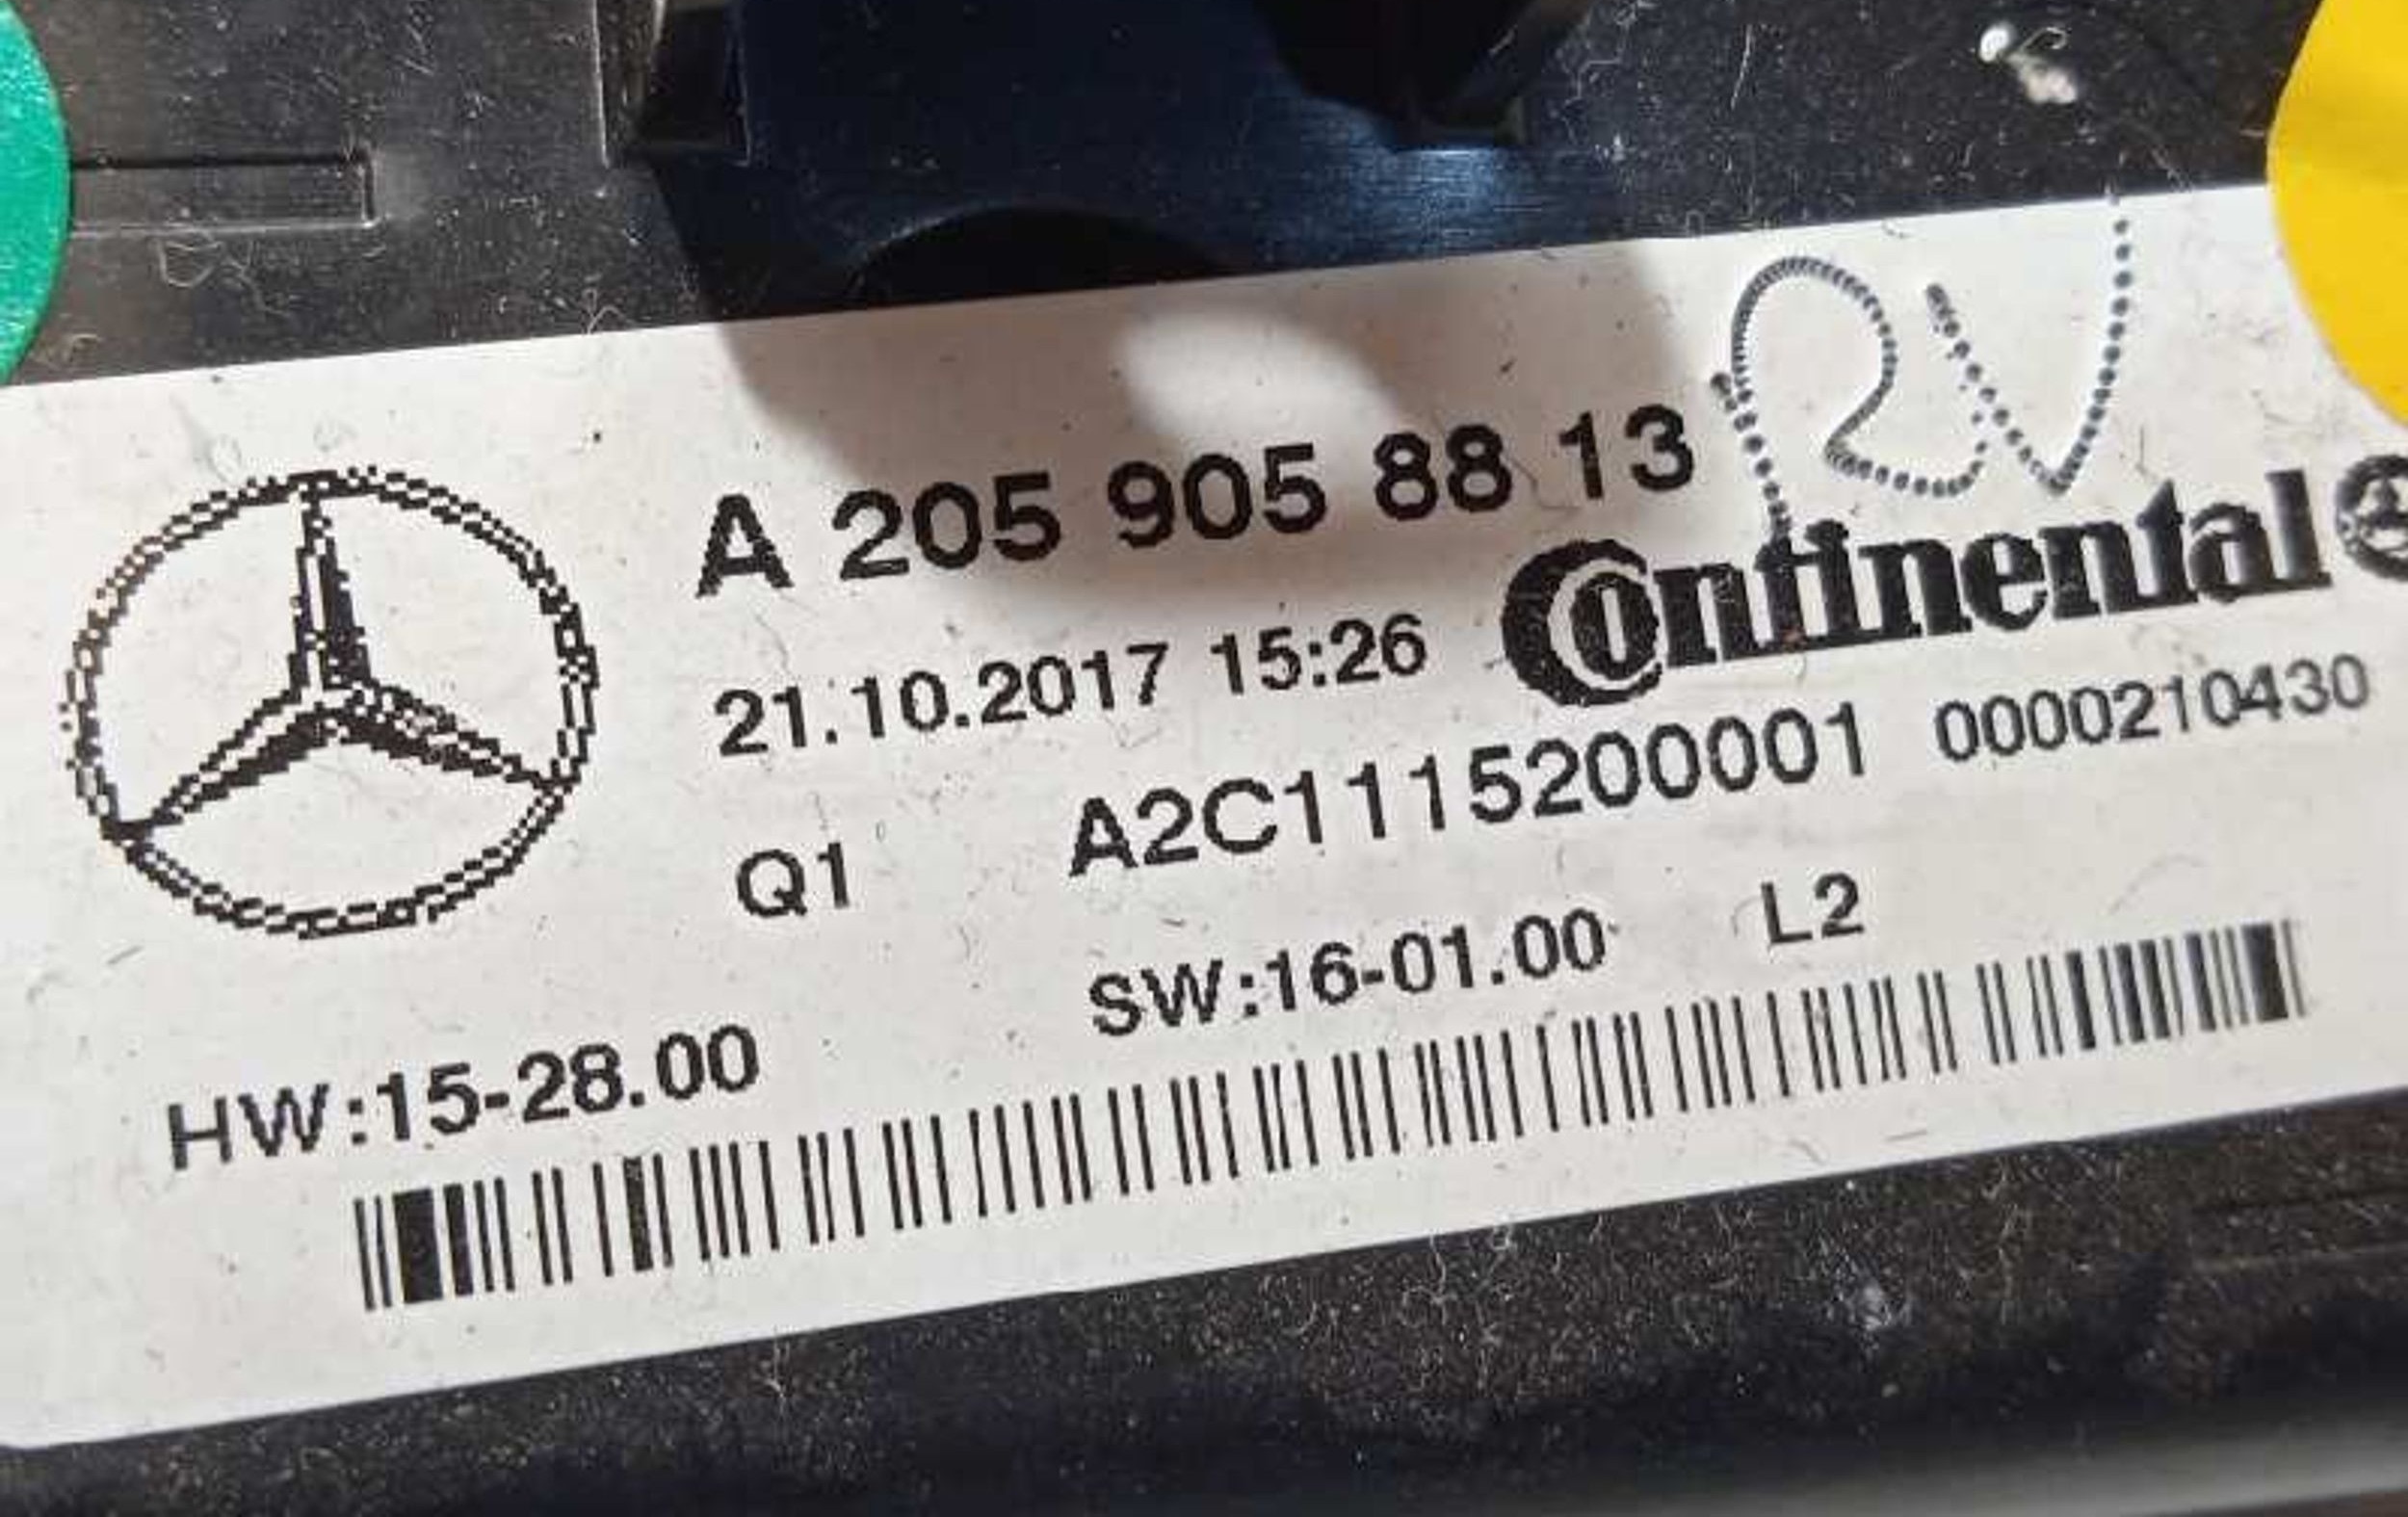 RV
A 205 905 88 13
Continental
21.10.2017 15:26
A2C1115200001 0000210430
Q1
SW:16-01.00 L2
HW:15-28.00